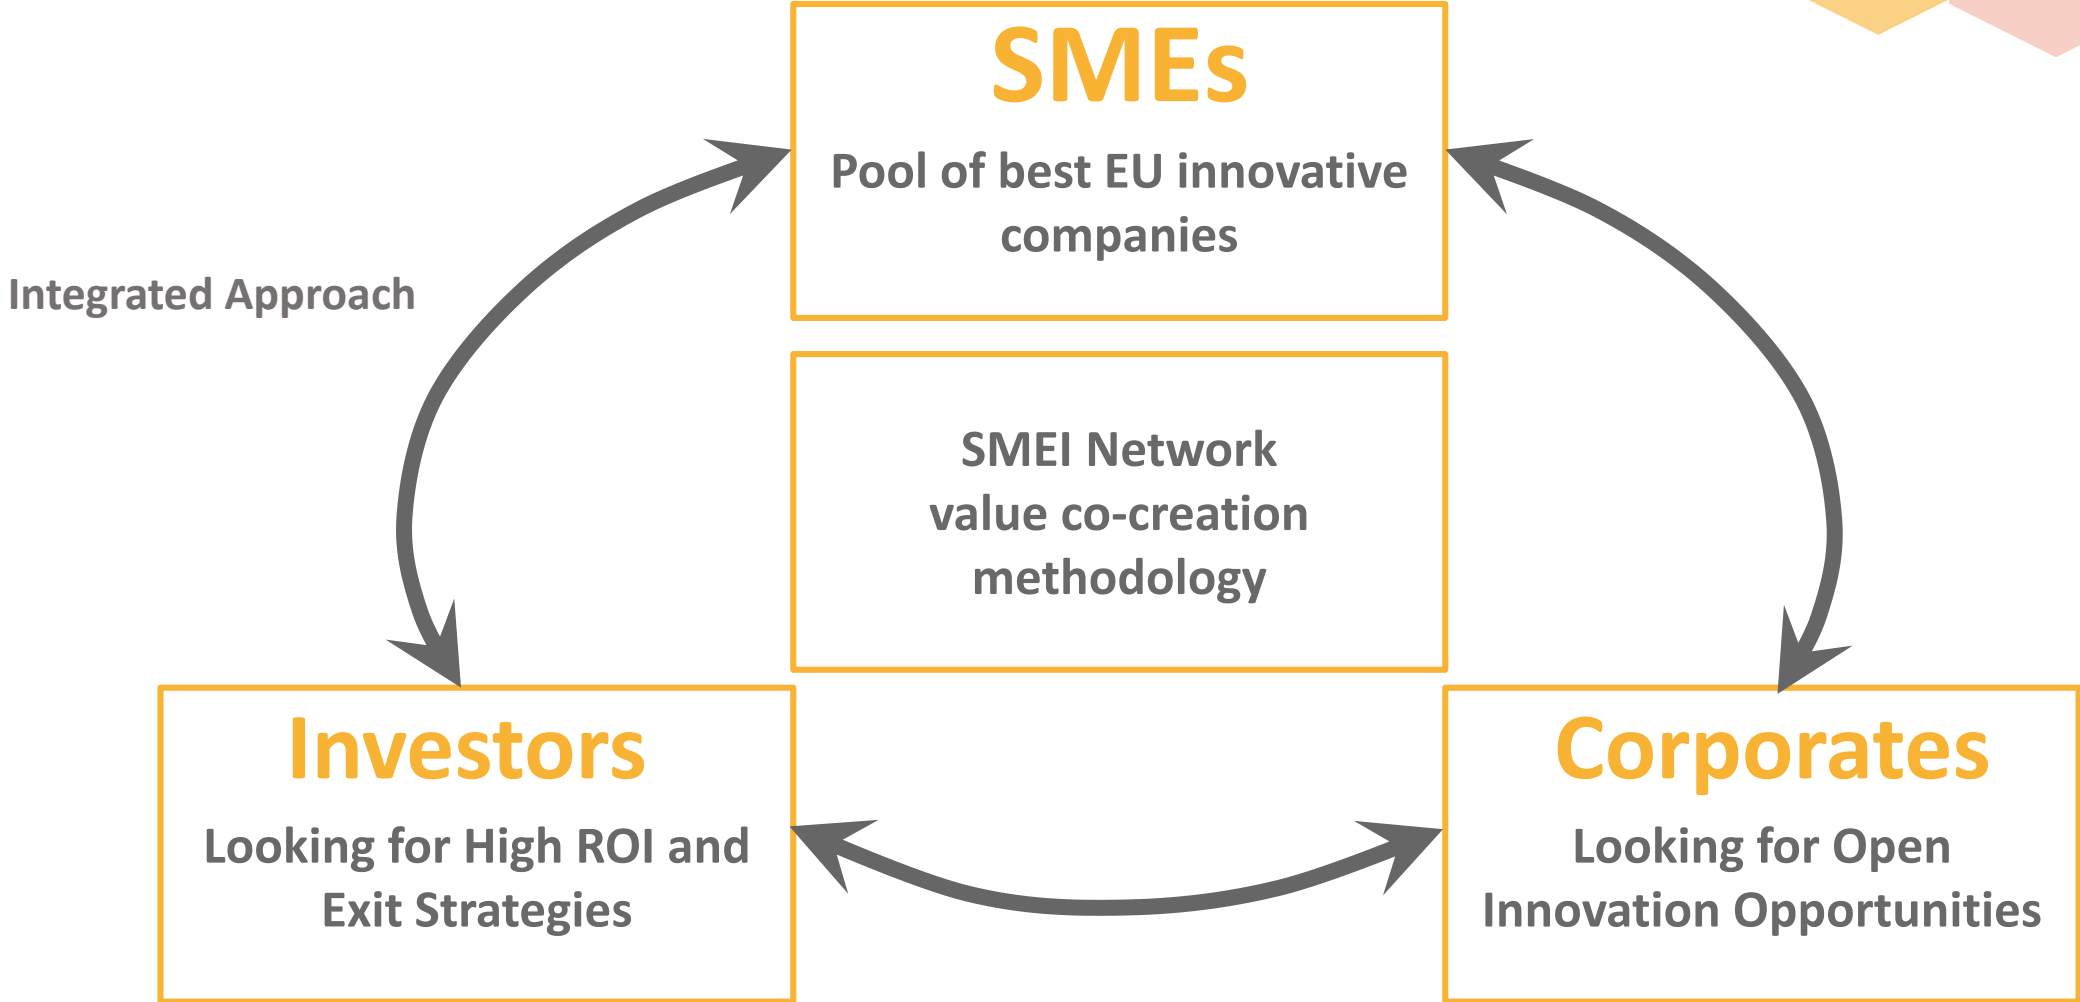 SMEs
Pool of best EU innovative
companies
Integrated Approach
SMEI Network
value co-creation
methodology
Investors
Looking for High ROI and
Exit Strategies
Corporates
Looking for Open
Innovation Opportunities